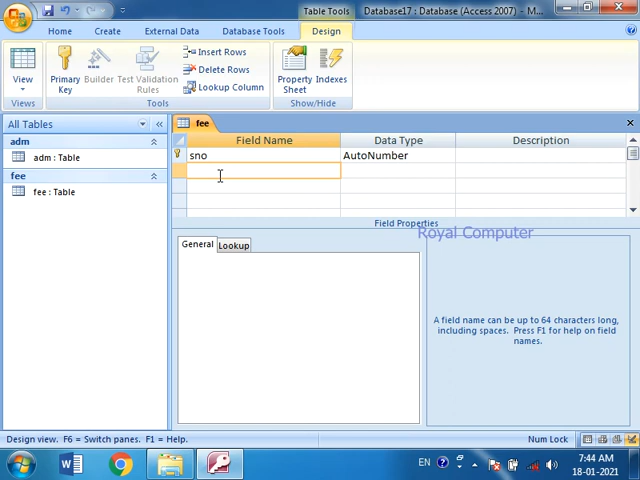 Table Tools
Database17 : Database (Access 2007) - M...
Home
Create
External Data
Database Tools
Design
View
Primary Key
Builder
Test Validation Rules
Insert Rows
Delete Rows
Lookup Column
Property Sheet
Indexes
Views
Tools
Show/Hide
All Tables
adm
adm : Table
fee
fee : Table
fee
Field Name
Data Type
Description
sno
AutoNumber
Field Properties
Royal Computer
General
Lookup
A field name can be up to 64 characters long,
including spaces. Press F1 for help on field
names.
Design view. F6 = Switch panes. F1 = Help.
Num Lock
EN
7:44 AM
18-01-2021